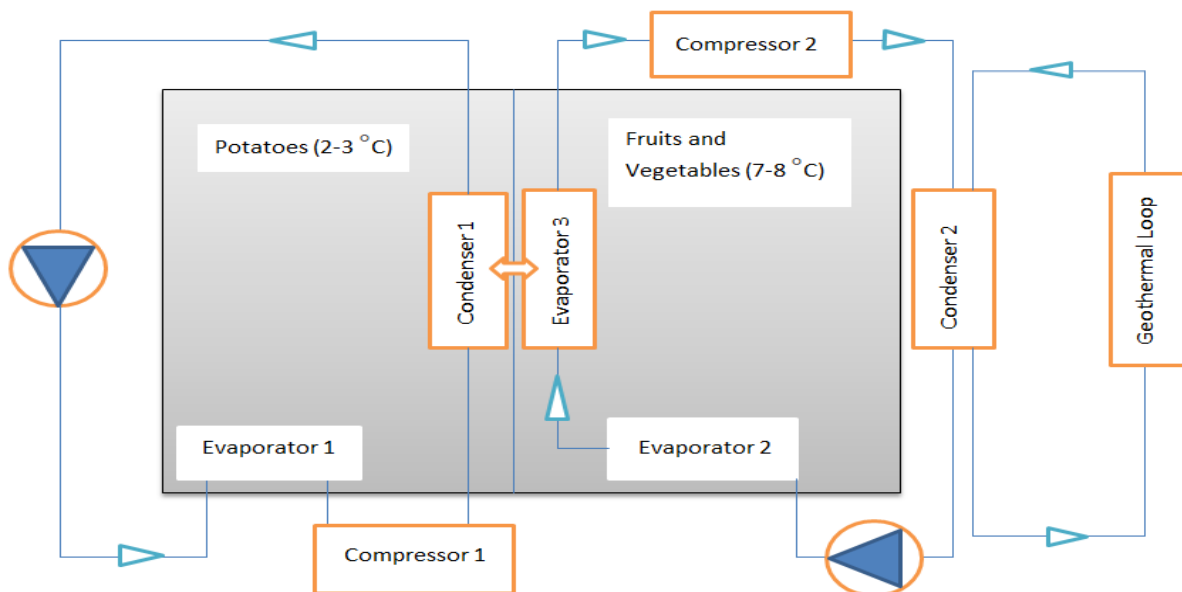 Compressor 2
Potatoes (2-3 °C)
Fruits and
Vegetables (7-8 °C)
Condenser 1
Evaporator 3
Condenser 2
Geothermal Loop
Evaporator 1
Evaporator 2
Compressor 1